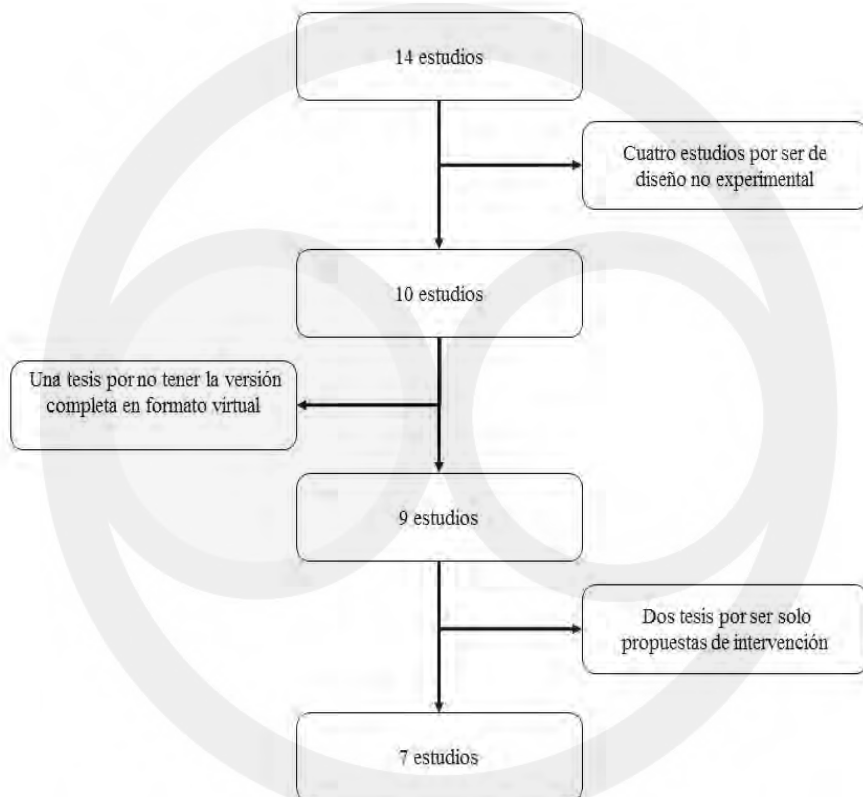 14 estudios
Cuatro estudios por ser de
diseño no experimental
10 estudios
Una tesis por no tener la versión
completa en formato virtual
9 estudios
Dos tesis por ser solo
propuestas de intervención
7 estudios